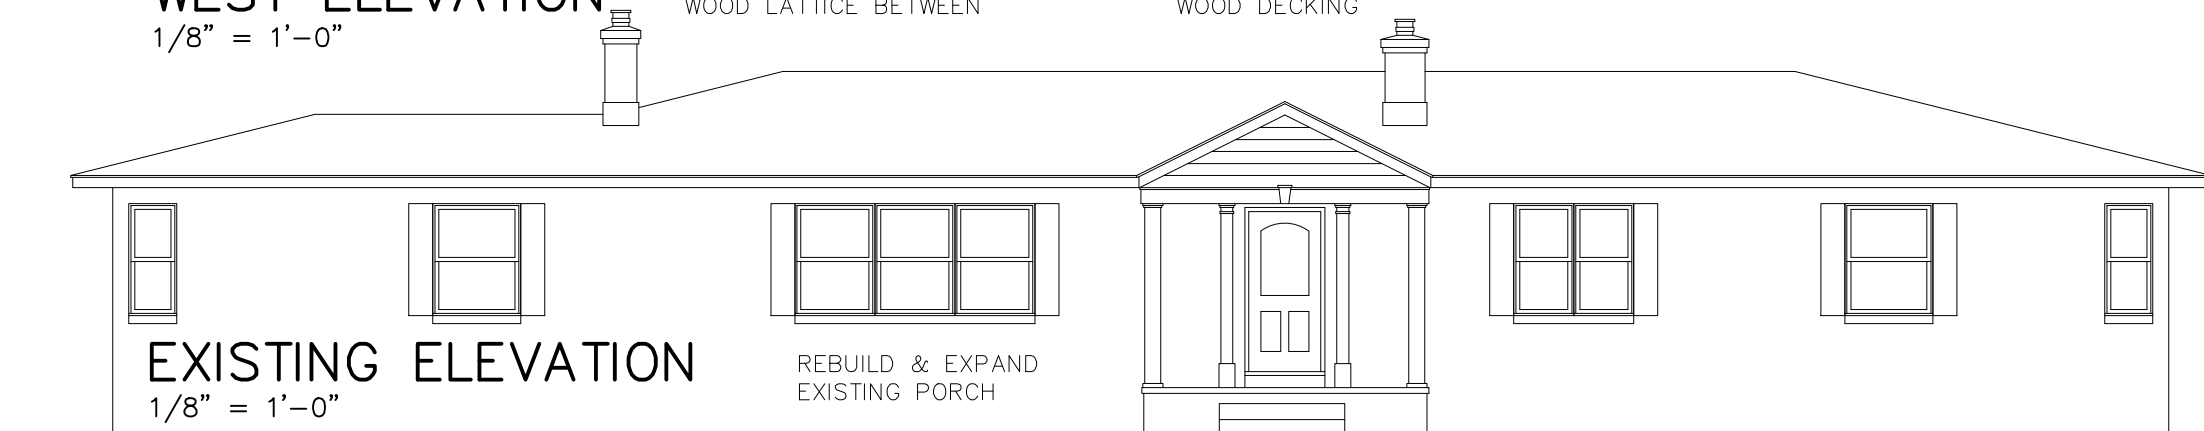 WEST ELEVATION
1/8" = 1'-0"
WOOD LATTICE BETWEEN
WOOD DECKING
EXISTING ELEVATION
1/8" = 1'-0"
REBUILD & EXPAND
EXISTING PORCH